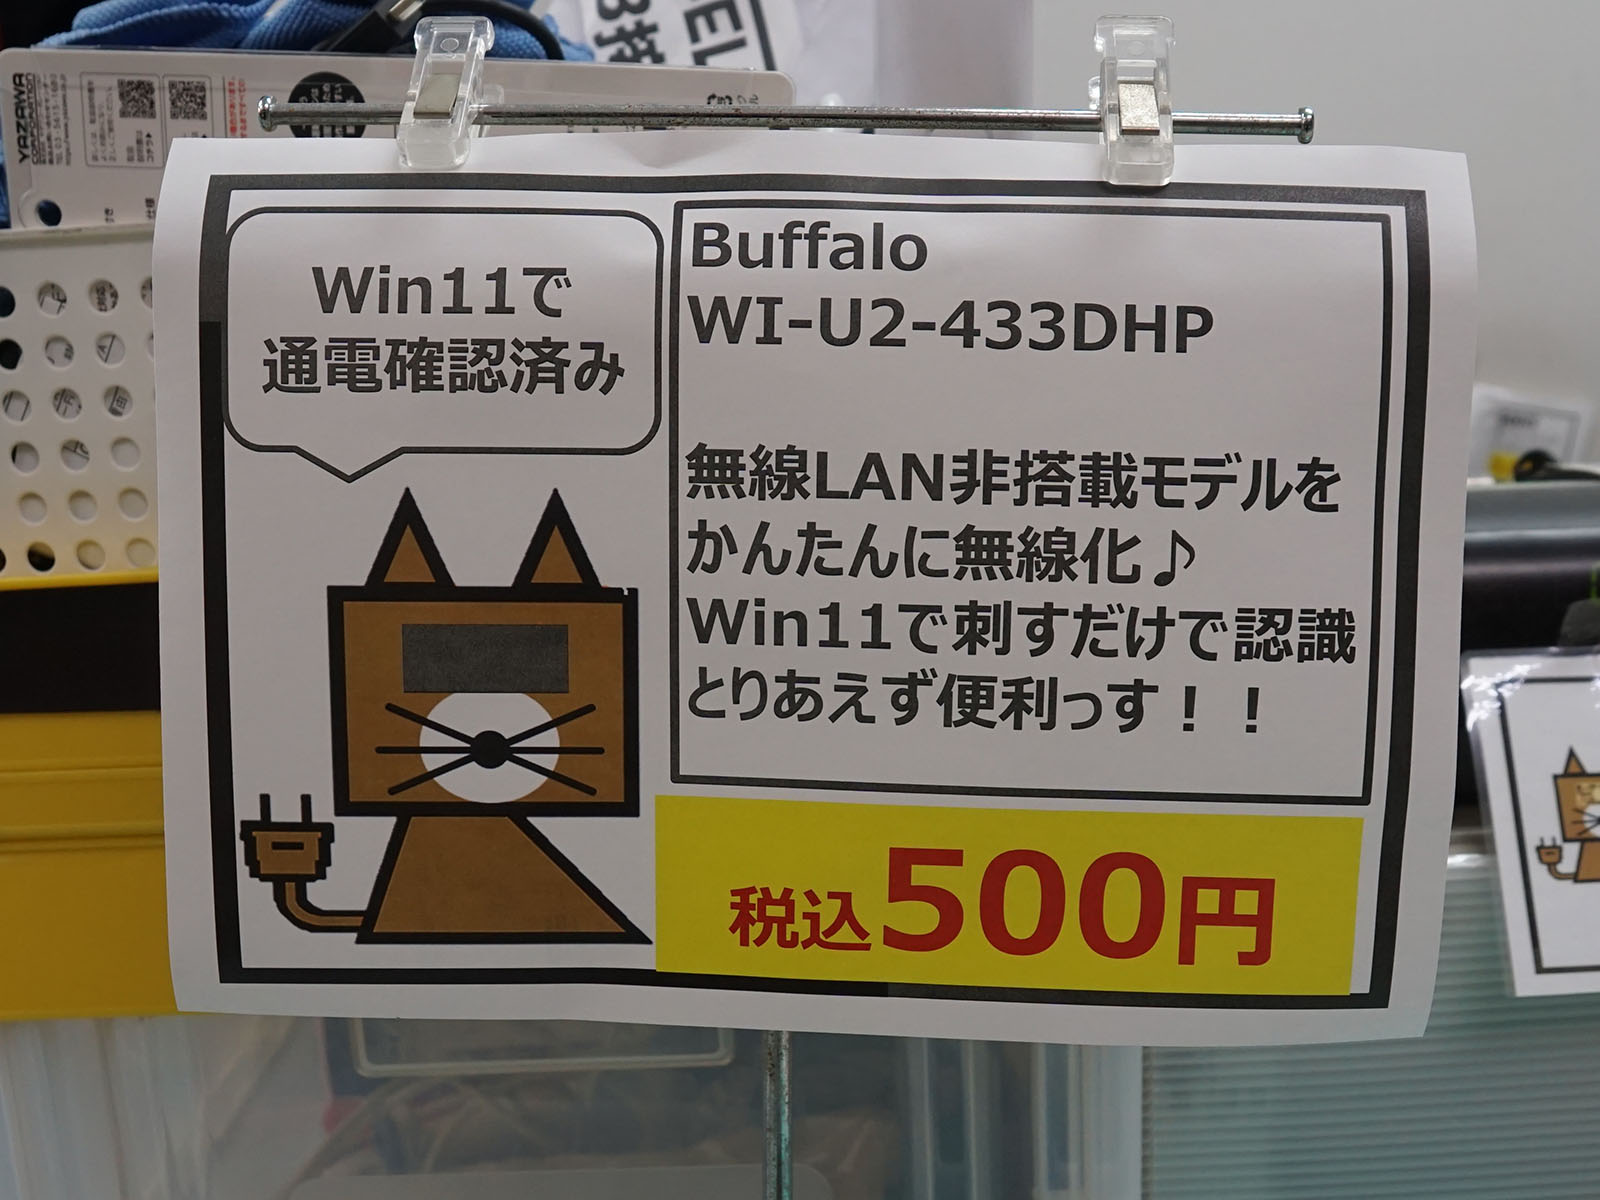 YAZAWA
CORPORATION
Win11で
通電確認済み
Buffalo
WI-U2-433DHP
無線LAN非搭載モデルを
かんたんに無線化♪
Win11で刺すだけで認識
とりあえず便利っす！！
税込500円